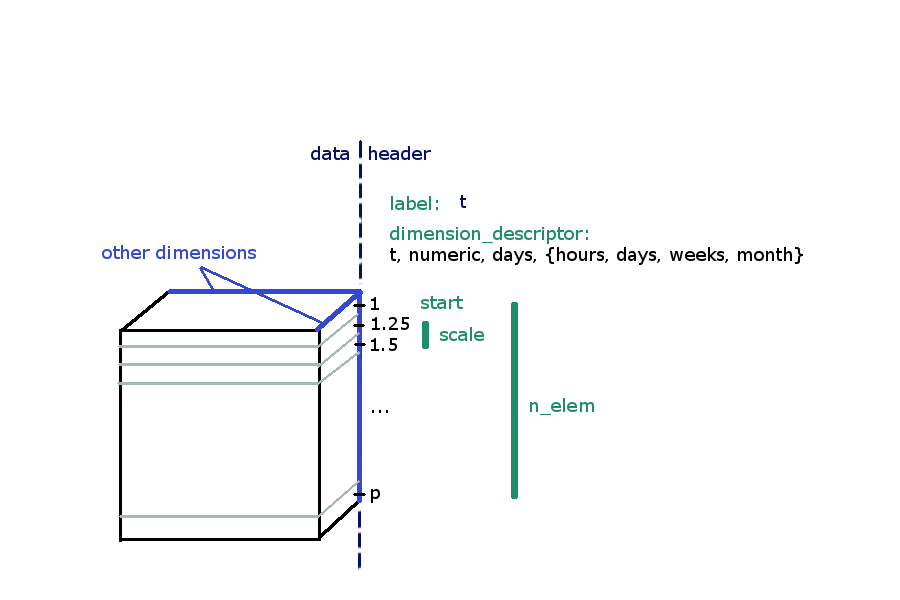 data header
label: t
dimension_descriptor:
t, numeric, days, {hours, days, weeks, month}
other dimensions
1 start
1.25
scale
1.5
...
n_elem
p